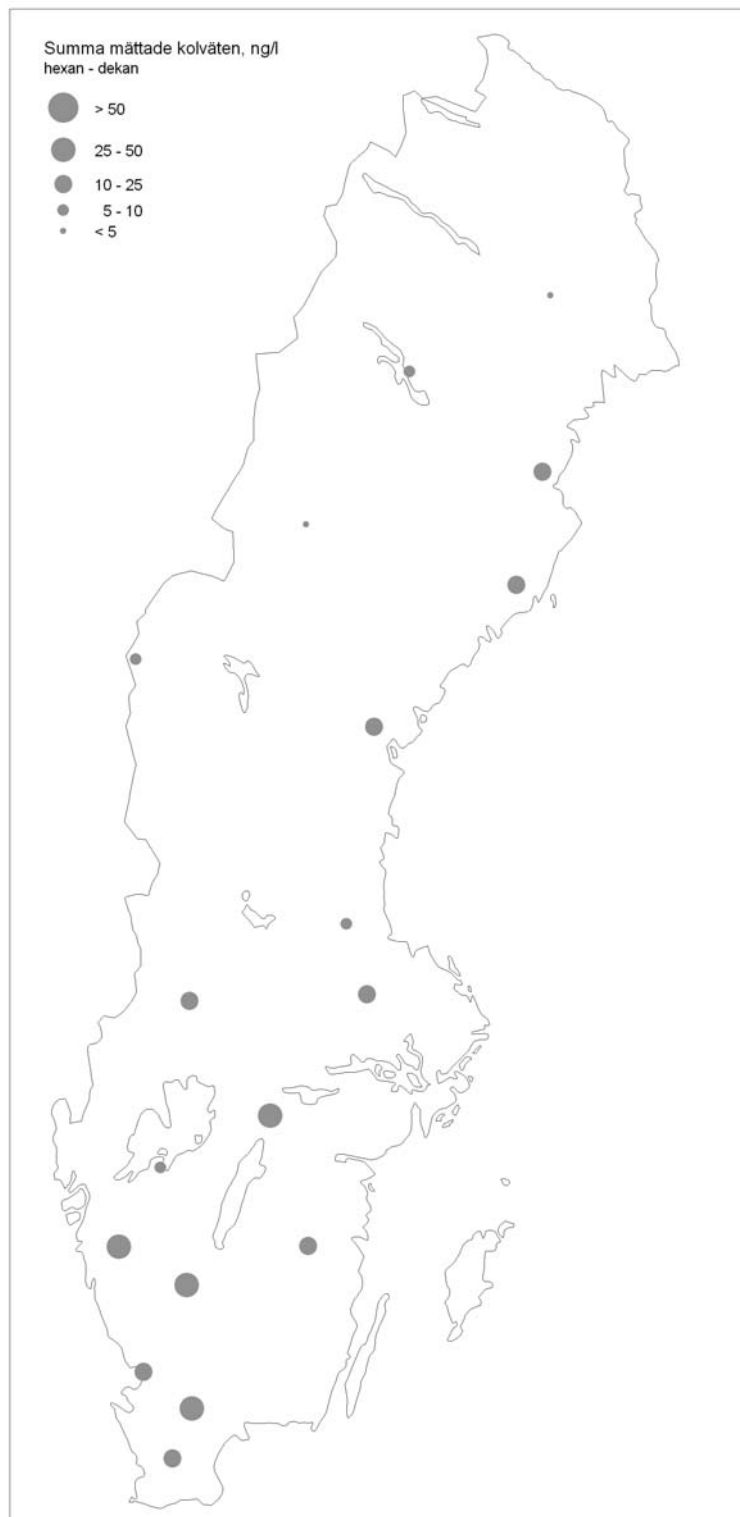 Summa mättade kolväten, ng/l
hexan - dekan
> 50
25 - 50
10 - 25
5 - 10
< 5